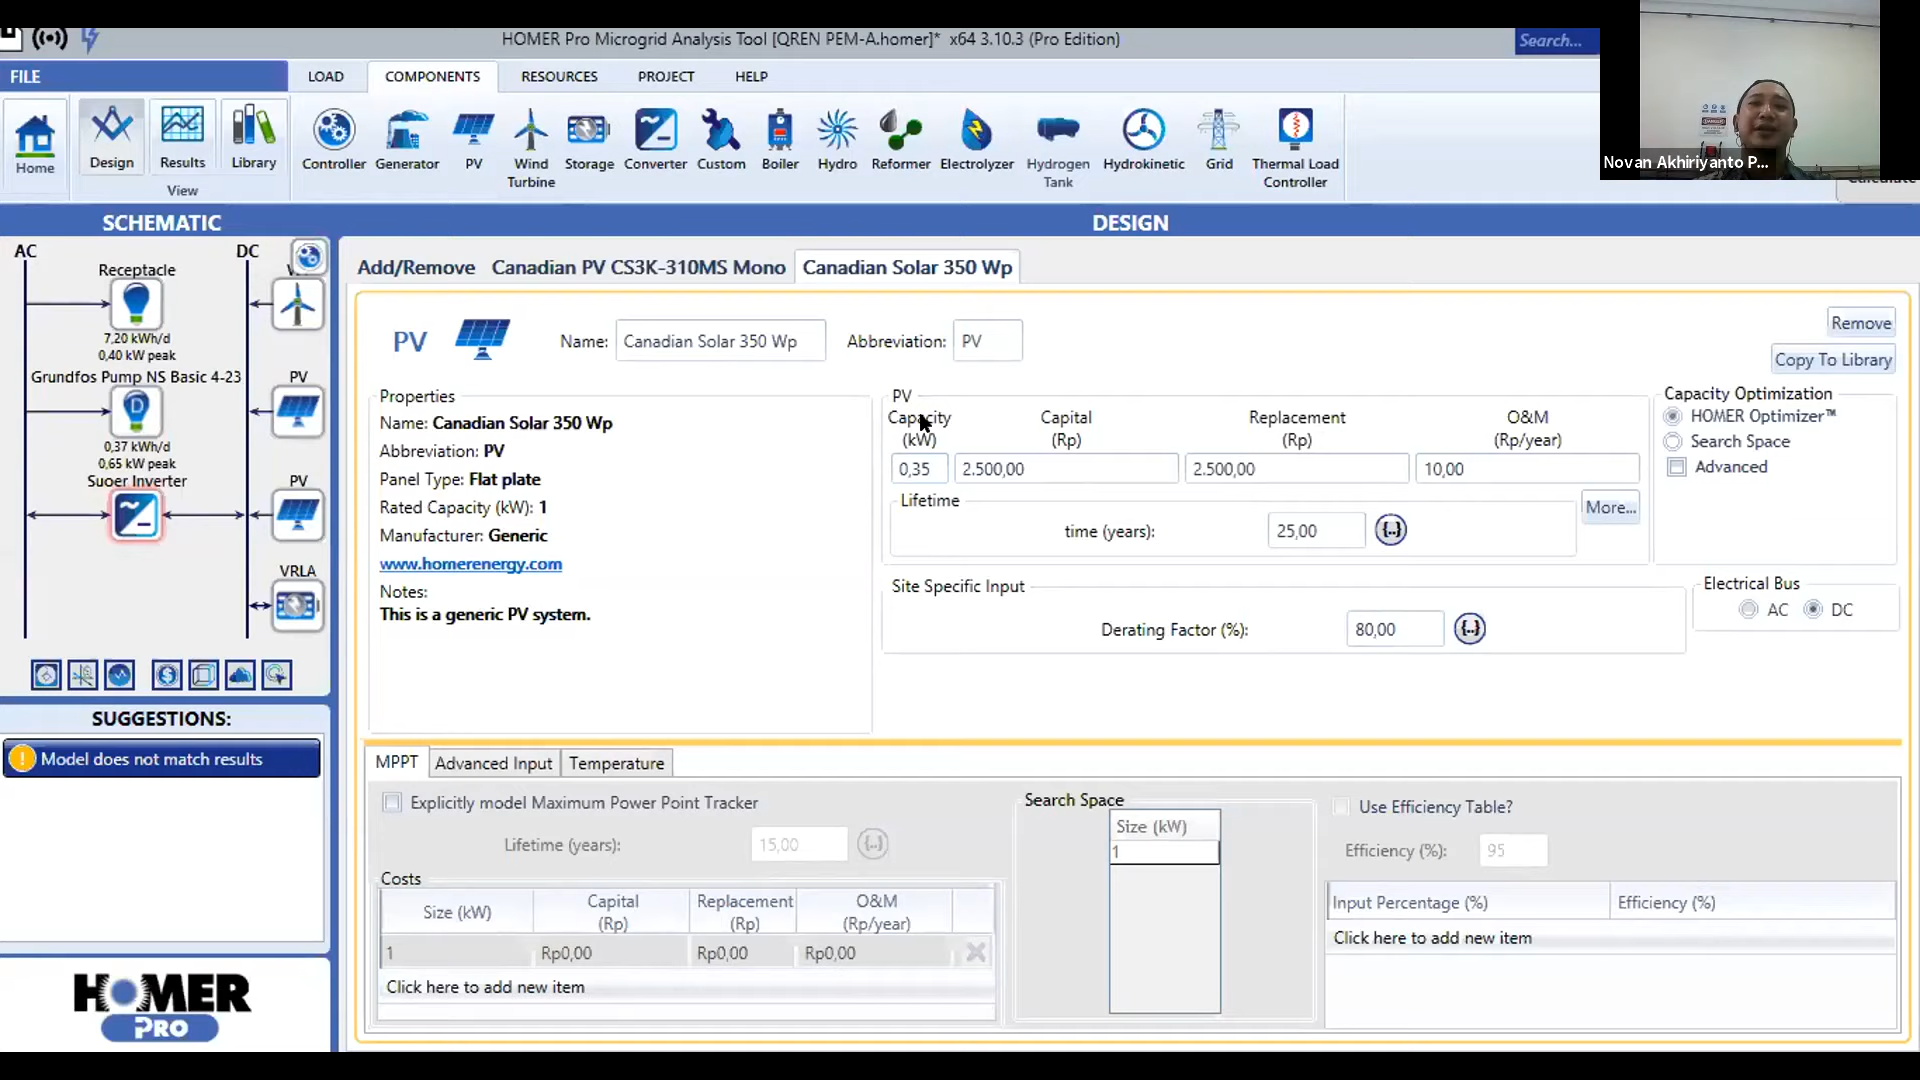 HOMER Pro Microgrid Analysis Tool [QREN PEM-A.homer]* x64 3.10.3 (Pro Edition)
Search...
FILE
LOAD
COMPONENTS
RESOURCES
PROJECT
HELP
Home
Design
Results
Library
View
Controller
Generator
PV
Wind Turbine
Storage
Converter
Custom
Boiler
Hydro
Reformer
Electrolyzer
Hydrogen Tank
Hydrokinetic
Grid
Thermal Load Controller
Novan Akhiriyanto P...
SCHEMATIC
DESIGN
AC
DC
Receptacle
7,20 kWh/d
0,40 kW peak
Grundfos Pump NS Basic 4-23
PV
D
0,37 kWh/d
0,65 kW peak
Suoer Inverter
PV
VRLA
SUGGESTIONS:
Model does not match results
HOMER
PRO
Add/Remove
Canadian PV CS3K-310MS Mono
Canadian Solar 350 Wp
PV
Name: Canadian Solar 350 Wp
Abbreviation: PV
Remove
Copy To Library
Properties
Name: Canadian Solar 350 Wp
Abbreviation: PV
Panel Type: Flat plate
Rated Capacity (kW): 1
Manufacturer: Generic
www.homerenergy.com
Notes:
This is a generic PV system.
PV
Capacity (kW)
Capital (Rp)
Replacement (Rp)
O&M (Rp/year)
0,35
2.500,00
2.500,00
10,00
Lifetime
time (years): 25,00 {..}
More...
Site Specific Input
Derating Factor (%): 80,00 {..}
Capacity Optimization
HOMER Optimizer™
Search Space
Advanced
Electrical Bus
AC DC
MPPT
Advanced Input
Temperature
Explicitly model Maximum Power Point Tracker
Lifetime (years): 15,00 {..}
Costs
Size (kW)
Capital (Rp)
Replacement (Rp)
O&M (Rp/year)
1
Rp0,00
Rp0,00
Rp0,00
Click here to add new item
Search Space
Size (kW)
1
Use Efficiency Table?
Efficiency (%): 95
Input Percentage (%)
Efficiency (%)
Click here to add new item